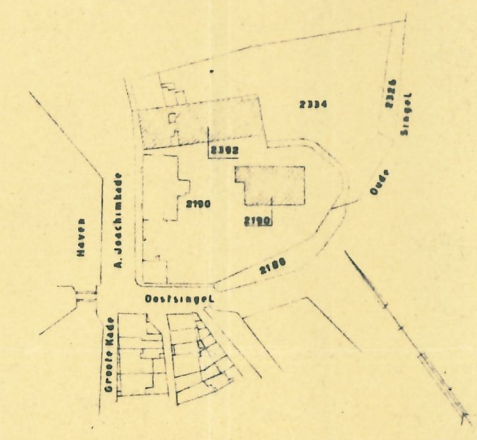 2334
2326
Singel
2392
Oude
A. Joachimkade
2190
Haven
2190
2188
Oostsingel
Groote Kade